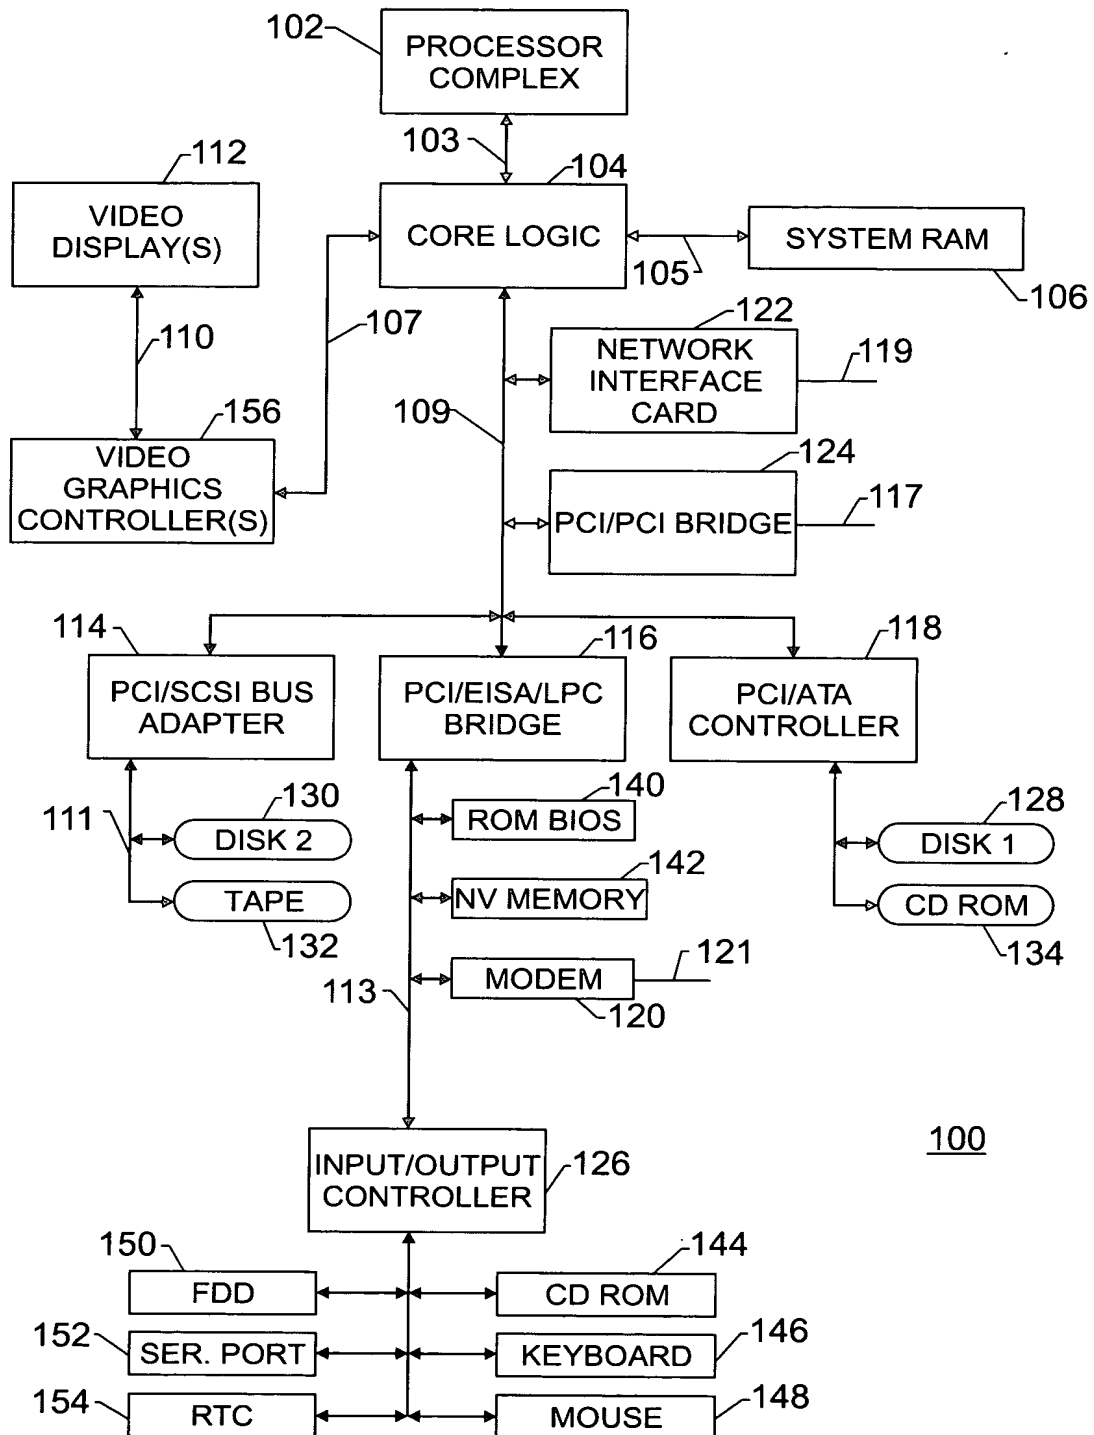 102
PROCESSOR
COMPLEX
103
112
104
VIDEO
DISPLAY(S)
CORE LOGIC
SYSTEM RAM
105
106
110
107
122
NETWORK
INTERFACE
CARD
119
109
156
VIDEO
GRAPHICS
CONTROLLER(S)
124
PCI/PCI BRIDGE
117
114
116
118
PCI/SCSI BUS
ADAPTER
PCI/EISA/LPC
BRIDGE
PCI/ATA
CONTROLLER
111
130
DISK 2
140
ROM BIOS
128
DISK 1
142
NV MEMORY
TAPE
132
CD ROM
134
113
MODEM
121
120
INPUT/OUTPUT
CONTROLLER
126
100
150
FDD
144
CD ROM
152
SER. PORT
146
KEYBOARD
154
RTC
148
MOUSE